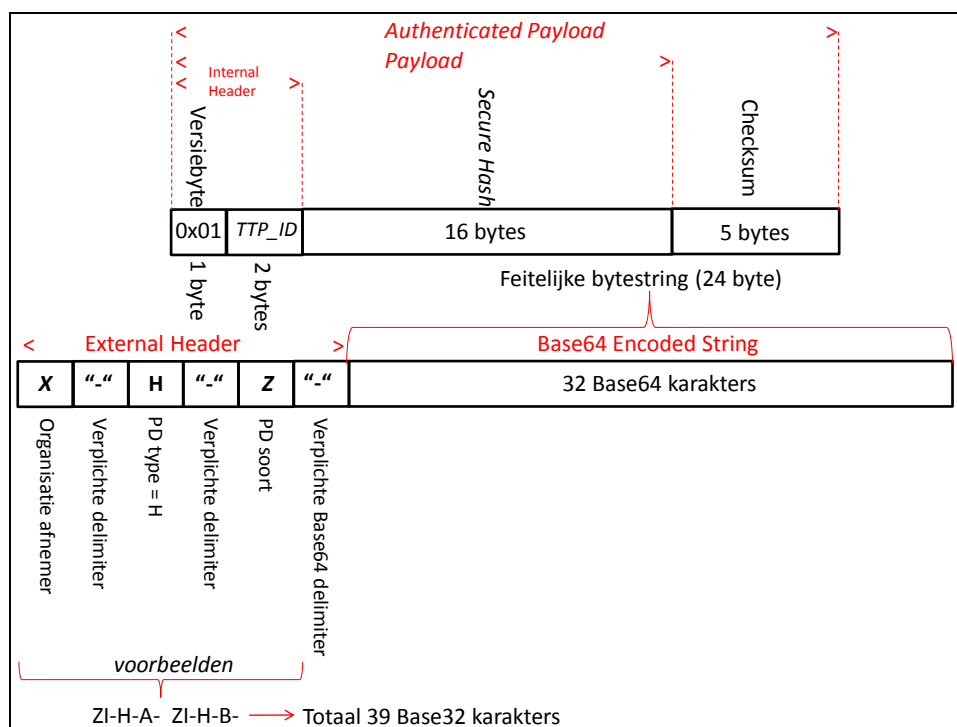 Authenticated Payload
Payload
Internal
Header
Versiebyte
Secure Hash
Checksum
0x01
TTP_ID
16 bytes
5 bytes
1 byte
2 bytes
Feitelijke bytestring (24 byte)
External Header
Base64 Encoded String
X
“-“
H
“-“
Z
“-“
32 Base64 karakters
Organisatie afnemer
Verplichte delimiter
PD type = H
Verplichte delimiter
PD soort
Verplichte Base64 delimiter
voorbeelden
ZI-H-A- ZI-H-B- Totaal 39 Base32 karakters